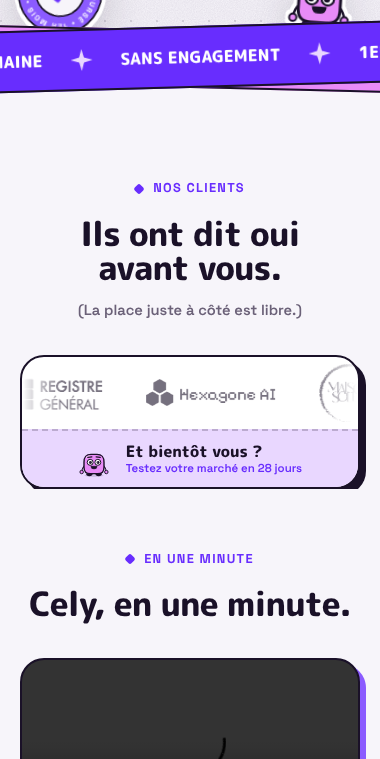 SANS ENGAGEMENT
1E
NOS CLIENTS
Ils ont dit oui
avant vous.
(La place juste à côté est libre.)
REGISTRE
GÉNÉRAL
Hexagone AI
Et bientôt vous ?
Testez votre marché en 28 jours
EN UNE MINUTE
Cely, en une minute.